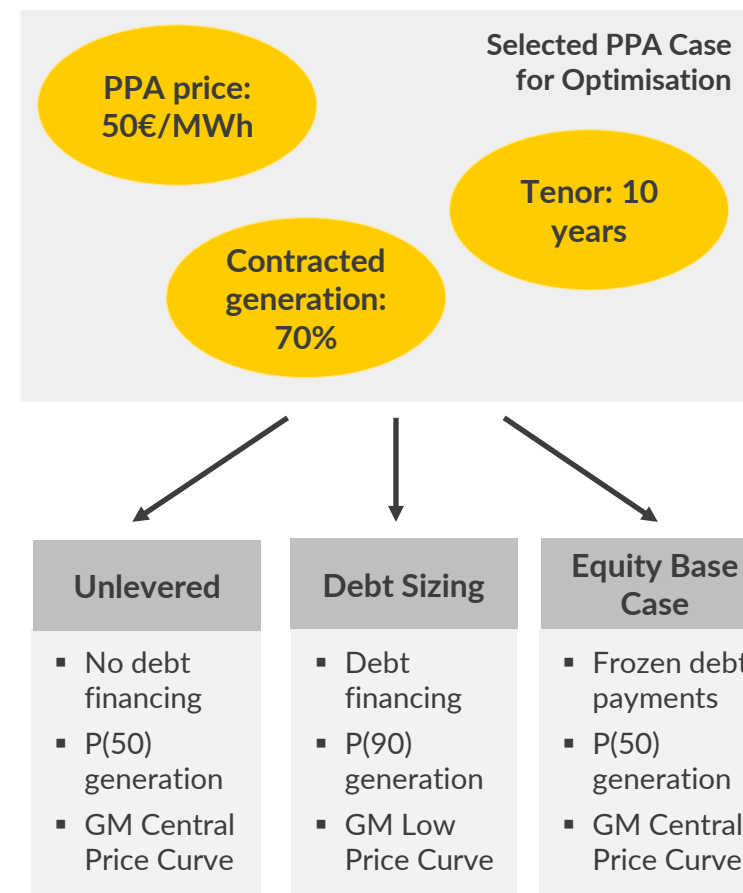 Selected PPA Case
for Optimisation
PPA price:
50€/MWh
Tenor: 10
years
Contracted
generation:
70%
Unlevered
▪ No debt
financing
▪ P(50)
generation
▪ GM Central
Price Curve
Debt Sizing
▪ Debt
financing
▪ P(90)
generation
▪ GM Low
Price Curve
Equity Base
Case
▪ Frozen debt
payments
▪ P(50)
generation
▪ GM Central
Price Curve